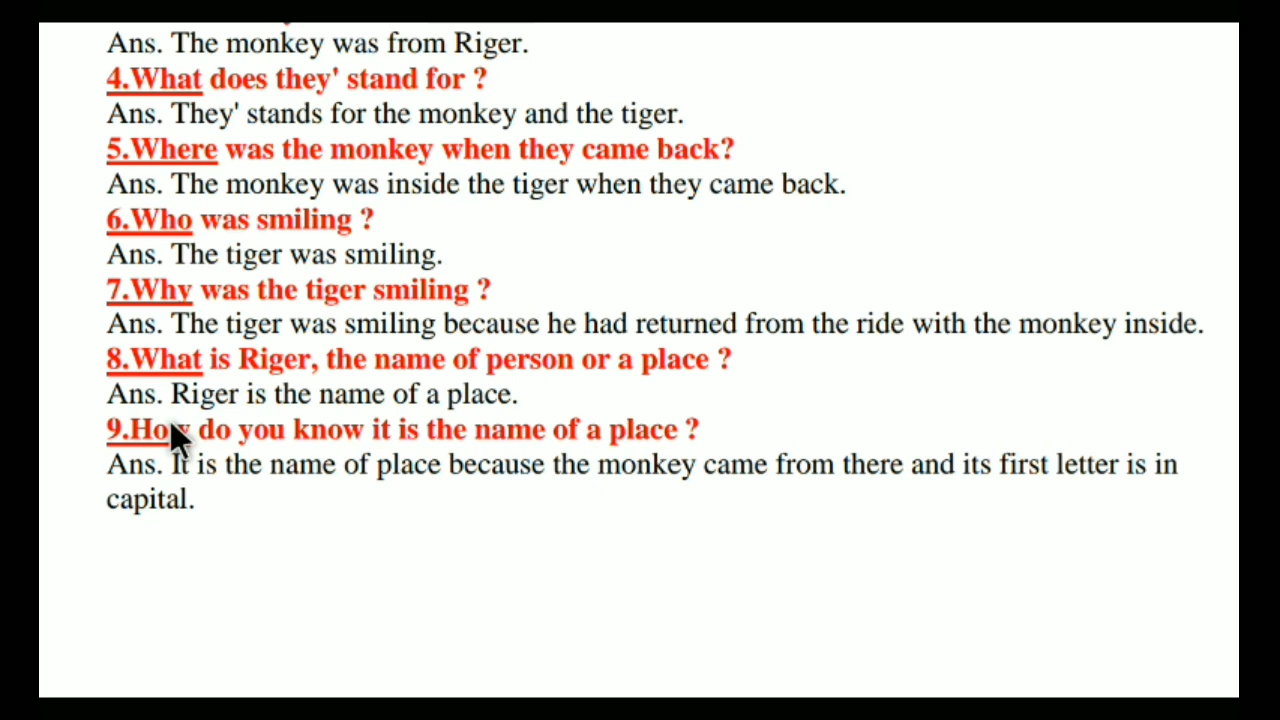 Ans. The monkey was from Riger.
4.What does they' stand for ?
Ans. They' stands for the monkey and the tiger.
5.Where was the monkey when they came back?
Ans. The monkey was inside the tiger when they came back.
6.Who was smiling ?
Ans. The tiger was smiling.
7.Why was the tiger smiling ?
Ans. The tiger was smiling because he had returned from the ride with the monkey inside.
8.What is Riger, the name of person or a place ?
Ans. Riger is the name of a place.
9.How do you know it is the name of a place ?
Ans. It is the name of place because the monkey came from there and its first letter is in
capital.